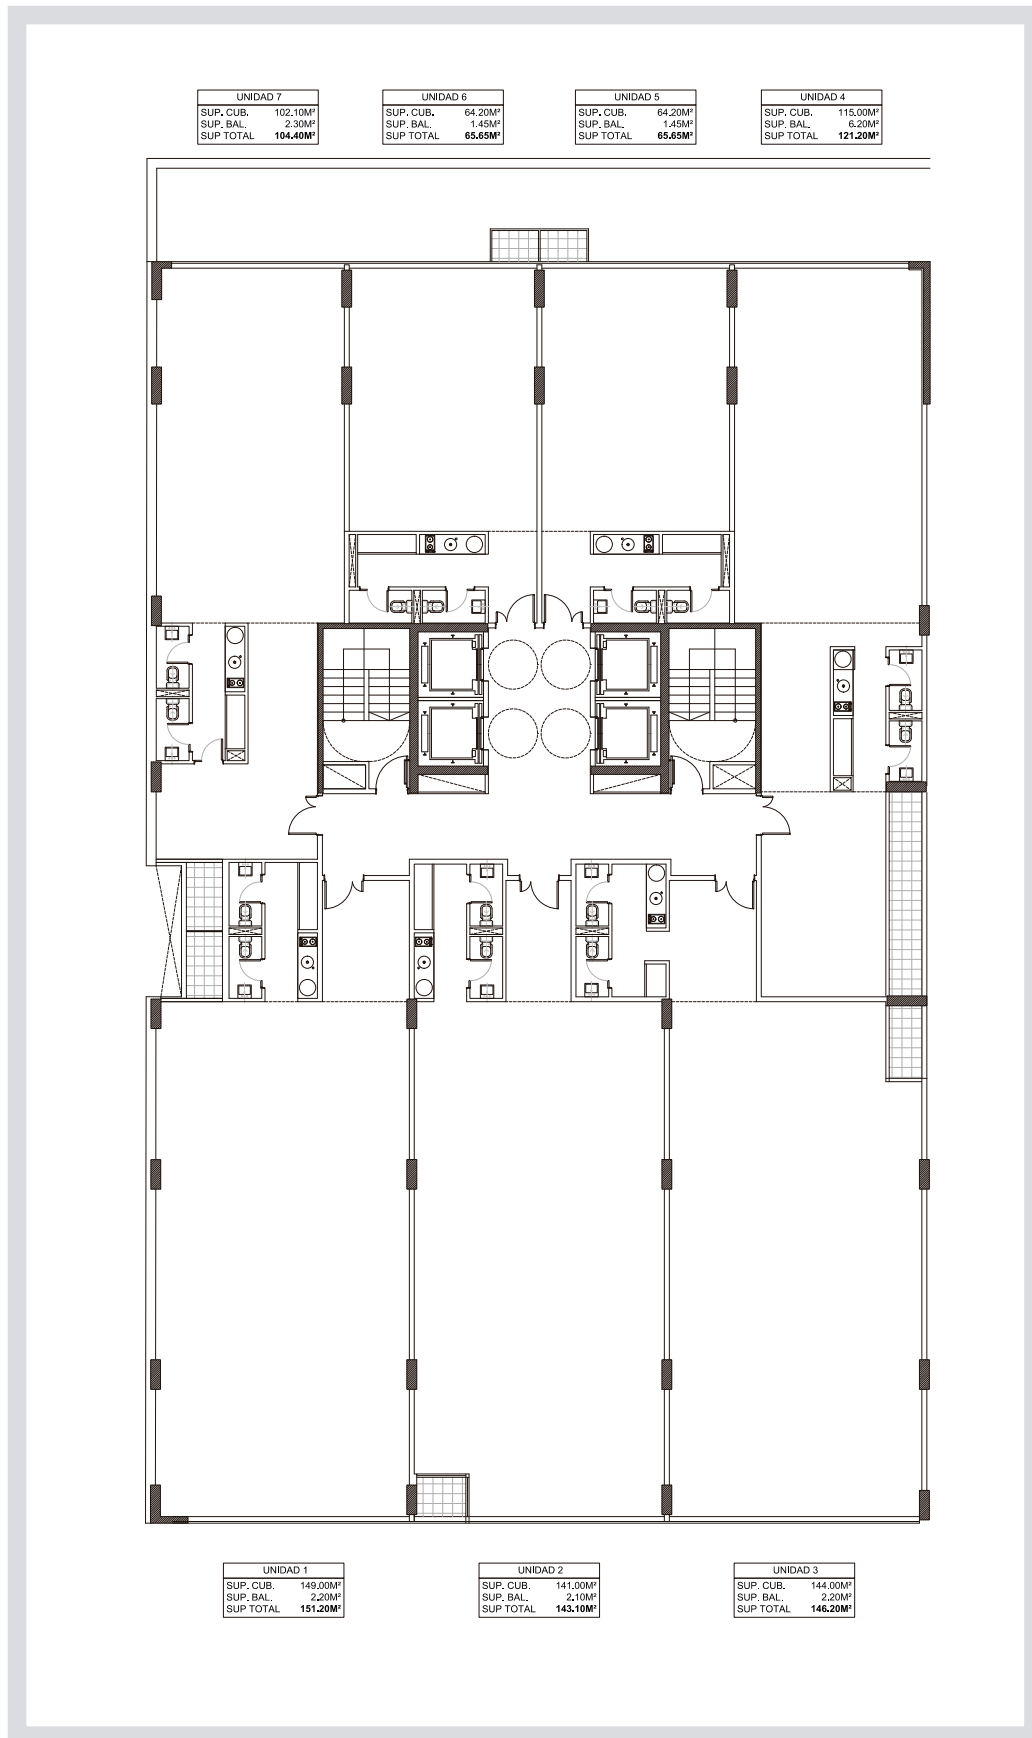 UNIDAD 7
SUP. CUB. 102.10M²
SUP. BAL. 2.30M²
SUP TOTAL 104.40M²
UNIDAD 6
SUP. CUB. 64.20M²
SUP. BAL. 1.45M²
SUP TOTAL 65.65M²
UNIDAD 5
SUP. CUB. 64.20M²
SUP. BAL. 1.45M²
SUP TOTAL 65.65M²
UNIDAD 4
SUP. CUB. 115.00M²
SUP. BAL. 6.20M²
SUP TOTAL 121.20M²
UNIDAD 1
SUP. CUB. 149.00M²
SUP. BAL. 2.20M²
SUP TOTAL 151.20M²
UNIDAD 2
SUP. CUB. 141.00M²
SUP. BAL. 2.10M²
SUP TOTAL 143.10M²
UNIDAD 3
SUP. CUB. 144.00M²
SUP. BAL. 2.20M²
SUP TOTAL 146.20M²